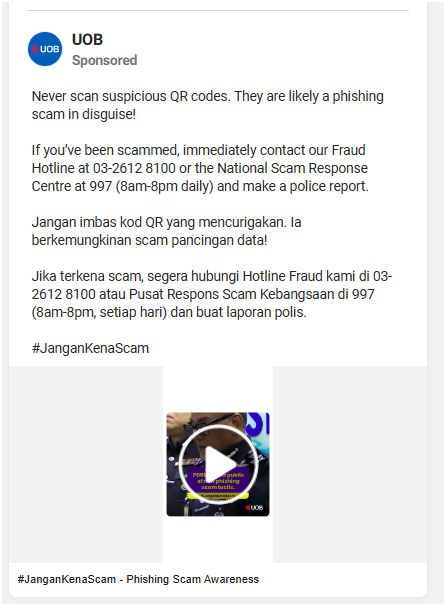 UOB
UOB
Sponsored
Never scan suspicious QR codes. They are likely a phishing
scam in disguise!
If you’ve been scammed, immediately contact our Fraud
Hotline at 03-2612 8100 or the National Scam Response
Centre at 997 (8am-8pm daily) and make a police report.
Jangan imbas kod QR yang mencurigakan. Ia
berkemungkinan scam pancingan data!
Jika terkena scam, segera hubungi Hotline Fraud kami di 03-
2612 8100 atau Pusat Respons Scam Kebangsaan di 997
(8am-8pm, setiap hari) dan buat laporan polis.
#JanganKenaScam
public
phishing
scam tactic.
UOB
#JanganKenaScam - Phishing Scam Awareness